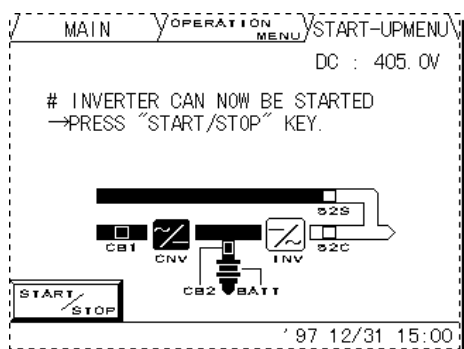 MAIN
OPERATION
MENU
START-UPMENU
DC : 405.0V
# INVERTER CAN NOW BE STARTED
→PRESS ˝START/STOP˝ KEY.
52S
CB1
CNV
INV
52C
CB2
BATT
START/
STOP
'97 12/31 15:00